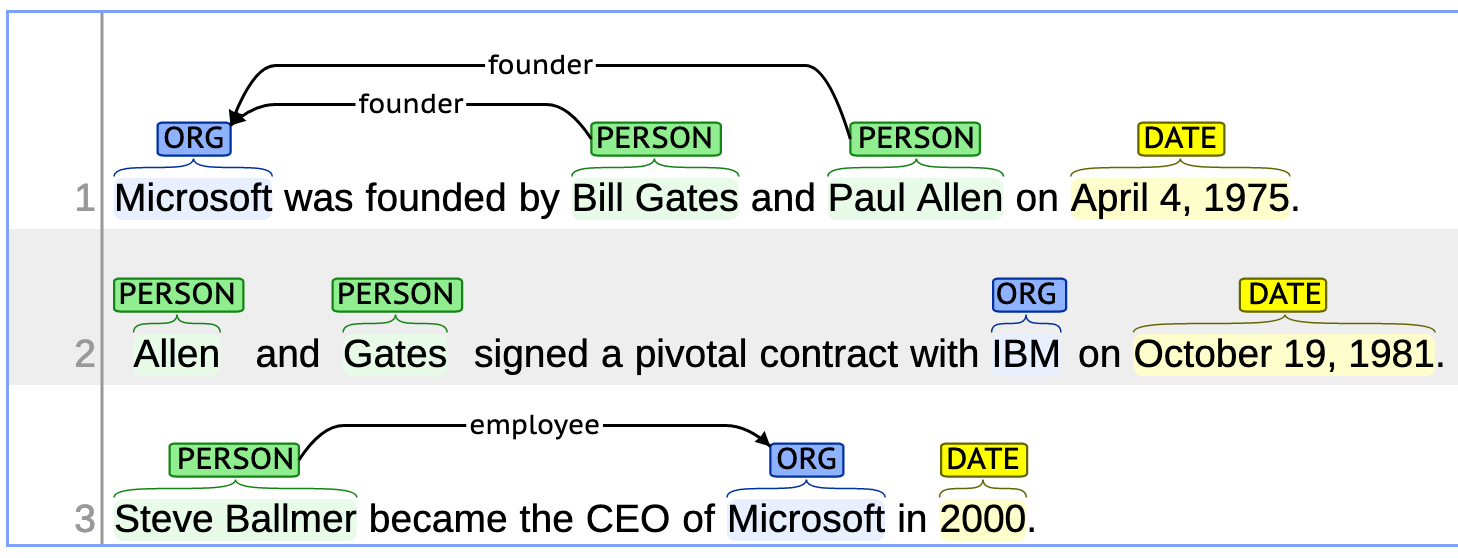 founder
founder
ORG PERSON PERSON DATE
1 Microsoft was founded by Bill Gates and Paul Allen on April 4, 1975.
PERSON PERSON ORG DATE
2 Allen and Gates signed a pivotal contract with IBM on October 19, 1981.
employee
PERSON ORG DATE
3 Steve Ballmer became the CEO of Microsoft in 2000.